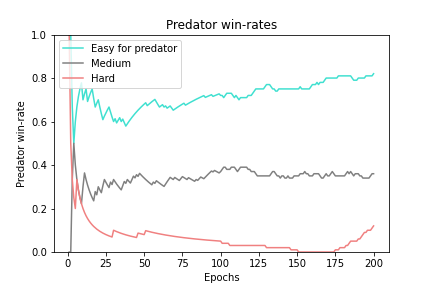 Predator win-rates
Predator win-rate
1.0
0.8
0.6
0.4
0.2
0.0
Easy for predator
Medium
Hard
0
25
50
75
100
125
150
175
200
Epochs